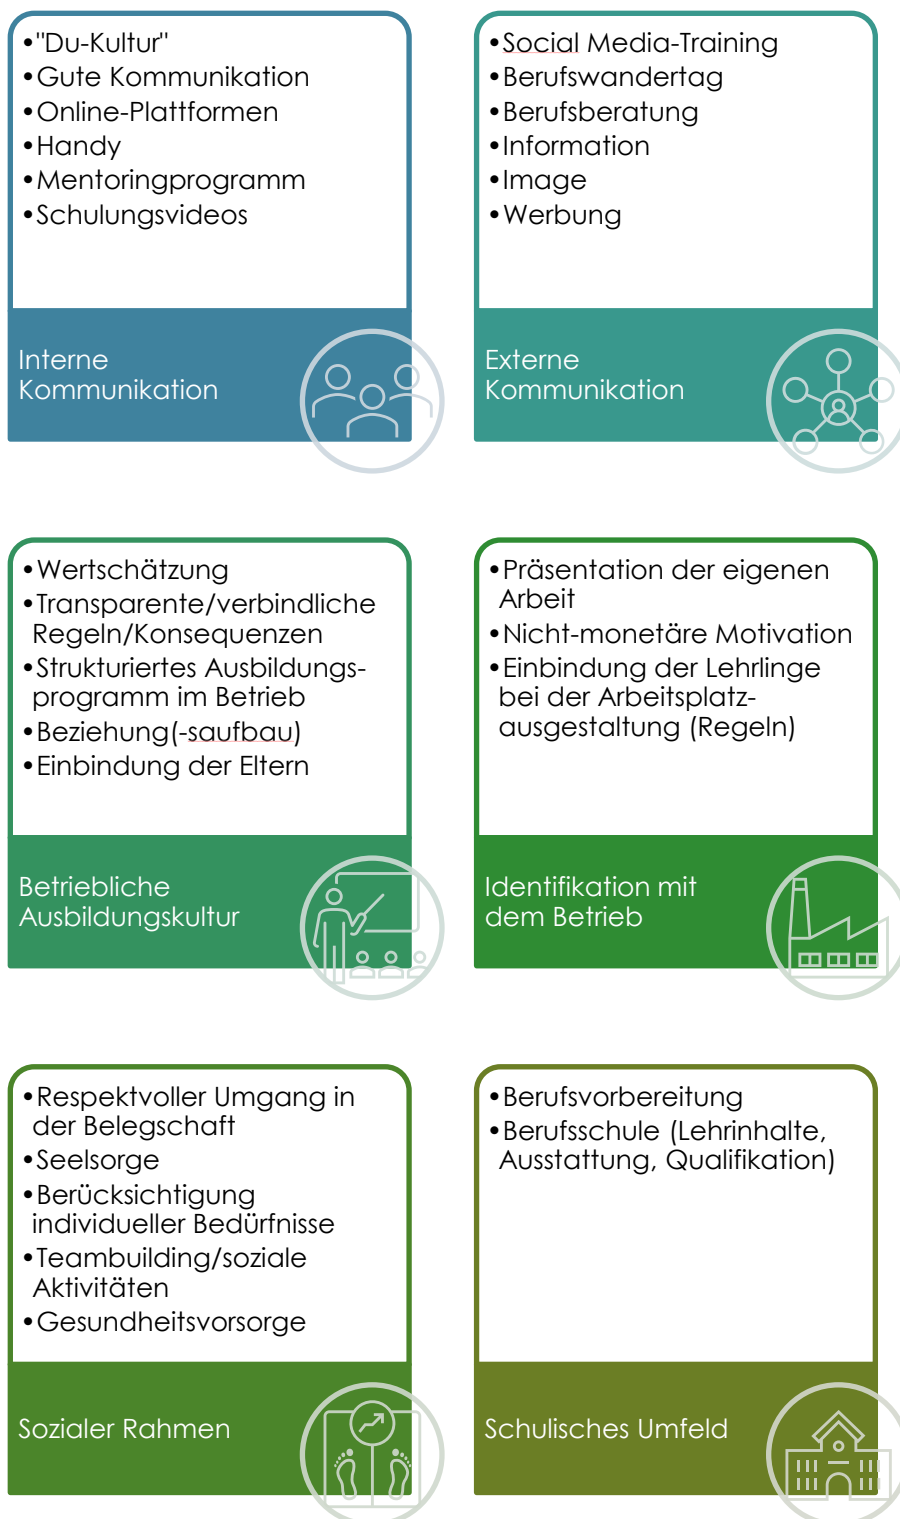 •"Du-Kultur"
•Gute Kommunikation
•Online-Plattformen
•Handy
•Mentoringprogramm
•Schulungsvideos
Interne
Kommunikation
•Social Media-Training
•Berufswandertag
•Berufsberatung
•Information
•Image
•Werbung
Externe
Kommunikation
•Wertschätzung
•Transparente/verbindliche
Regeln/Konsequenzen
•Strukturiertes Ausbildungs-
programm im Betrieb
•Beziehung(-saufbau)
•Einbindung der Eltern
Betriebliche
Ausbildungskultur
•Präsentation der eigenen
Arbeit
•Nicht-monetäre Motivation
•Einbindung der Lehrlinge
bei der Arbeitsplatz-
ausgestaltung (Regeln)
Identifikation mit
dem Betrieb
•Respektvoller Umgang in
der Belegschaft
•Seelsorge
•Berücksichtigung
individueller Bedürfnisse
•Teambuilding/soziale
Aktivitäten
•Gesundheitsvorsorge
Sozialer Rahmen
•Berufsvorbereitung
•Berufsschule (Lehrinhalte,
Ausstattung, Qualifikation)
Schulisches Umfeld